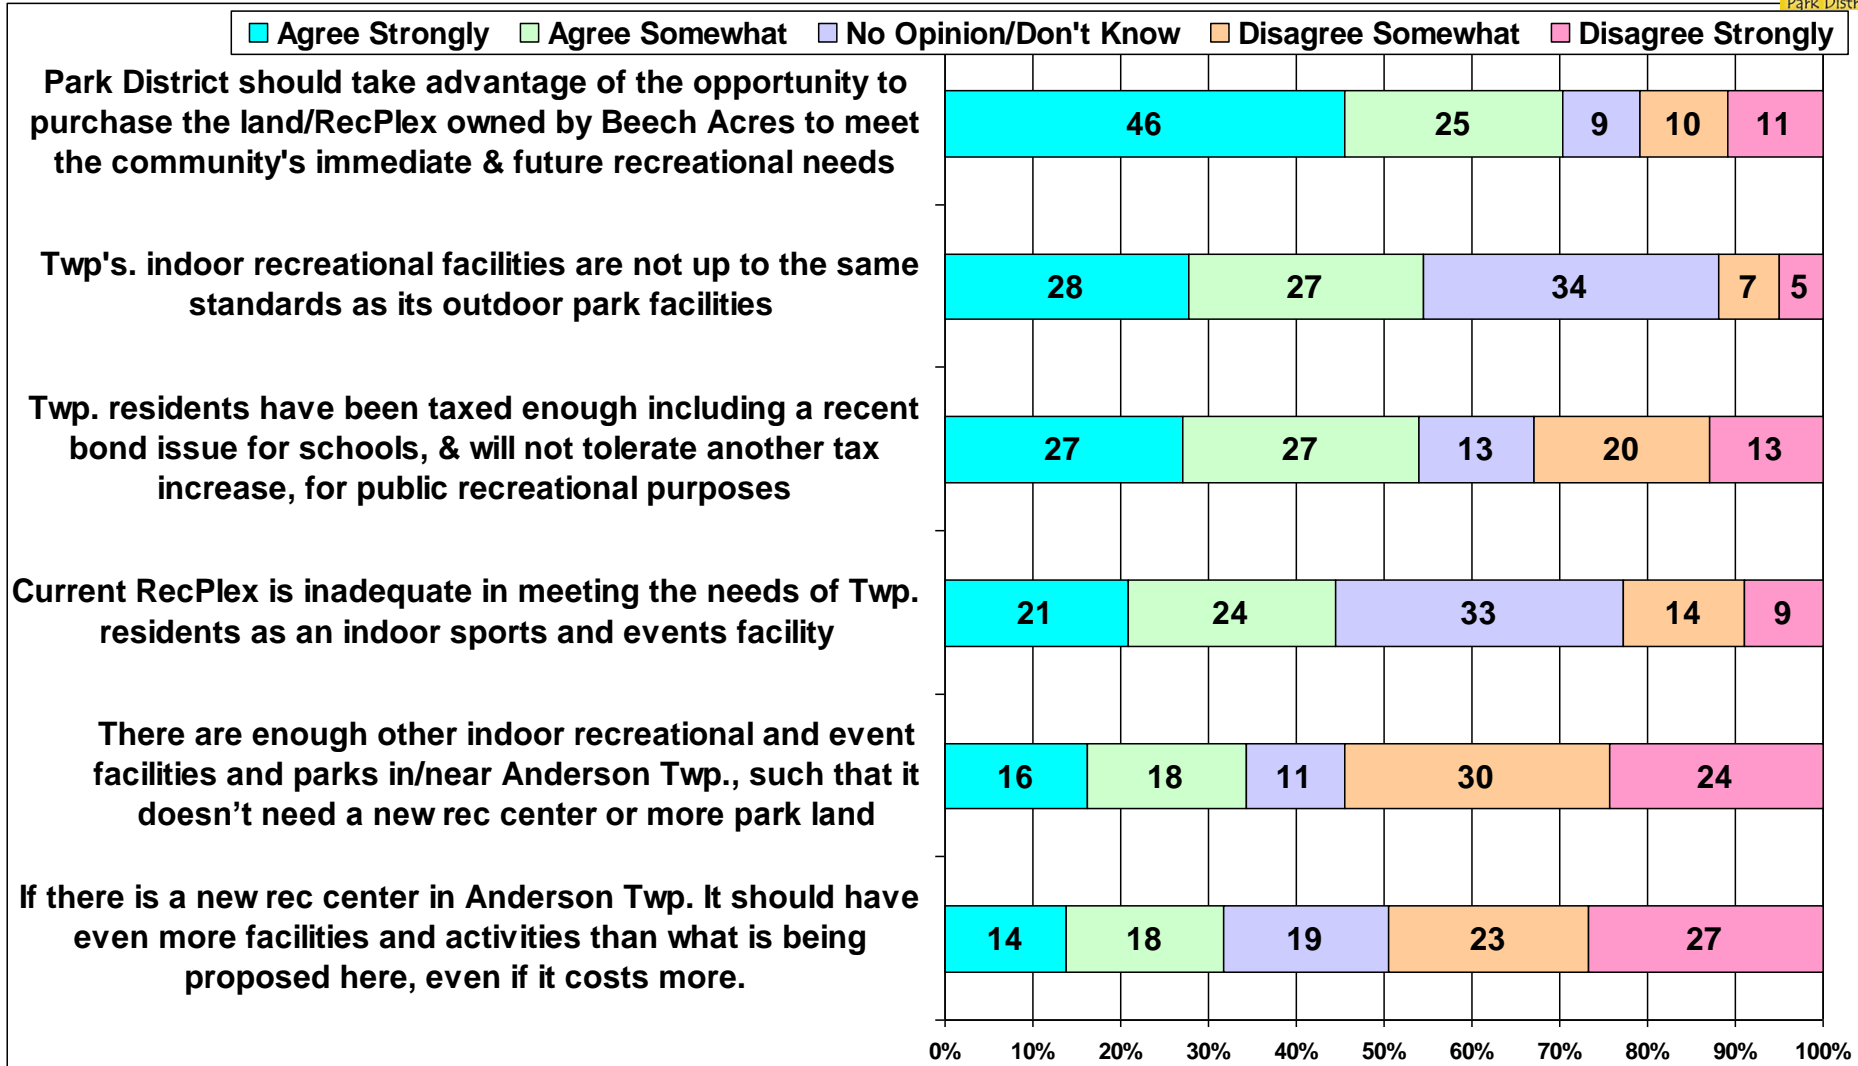 Park Distr
Agree Strongly Agree Somewhat No Opinion/Don't Know Disagree Somewhat Disagree Strongly
Park District should take advantage of the opportunity to
purchase the land/RecPlex owned by Beech Acres to meet
the community's immediate & future recreational needs
46 25 9 10 11
Twp's. indoor recreational facilities are not up to the same
standards as its outdoor park facilities
28 27 34 7 5
Twp. residents have been taxed enough including a recent
bond issue for schools, & will not tolerate another tax
increase, for public recreational purposes
27 27 13 20 13
Current RecPlex is inadequate in meeting the needs of Twp.
residents as an indoor sports and events facility
21 24 33 14 9
There are enough other indoor recreational and event
facilities and parks in/near Anderson Twp., such that it
doesn’t need a new rec center or more park land
16 18 11 30 24
If there is a new rec center in Anderson Twp. It should have
even more facilities and activities than what is being
proposed here, even if it costs more.
14 18 19 23 27
0% 10% 20% 30% 40% 50% 60% 70% 80% 90% 100%